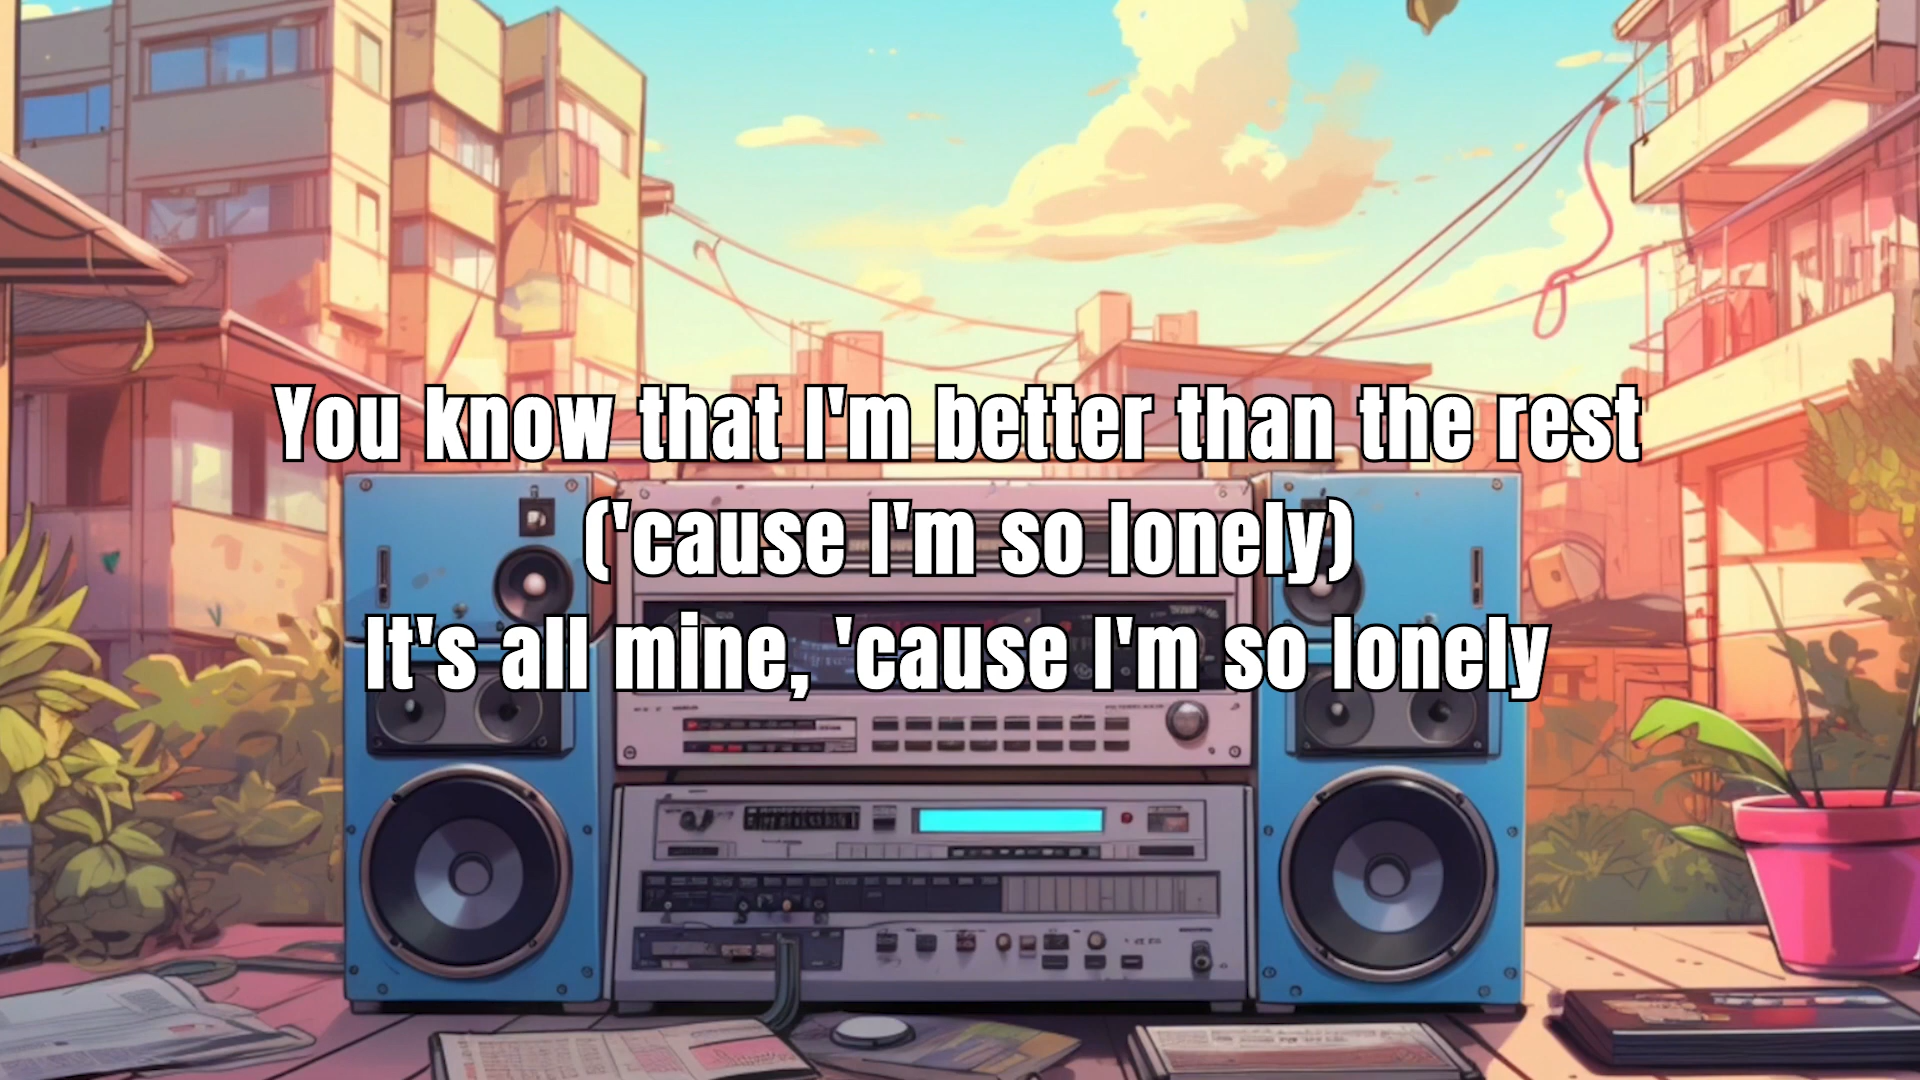 You know that I'm better than the rest
('cause I'm so lonely)
It's all mine, 'cause I'm so lonely